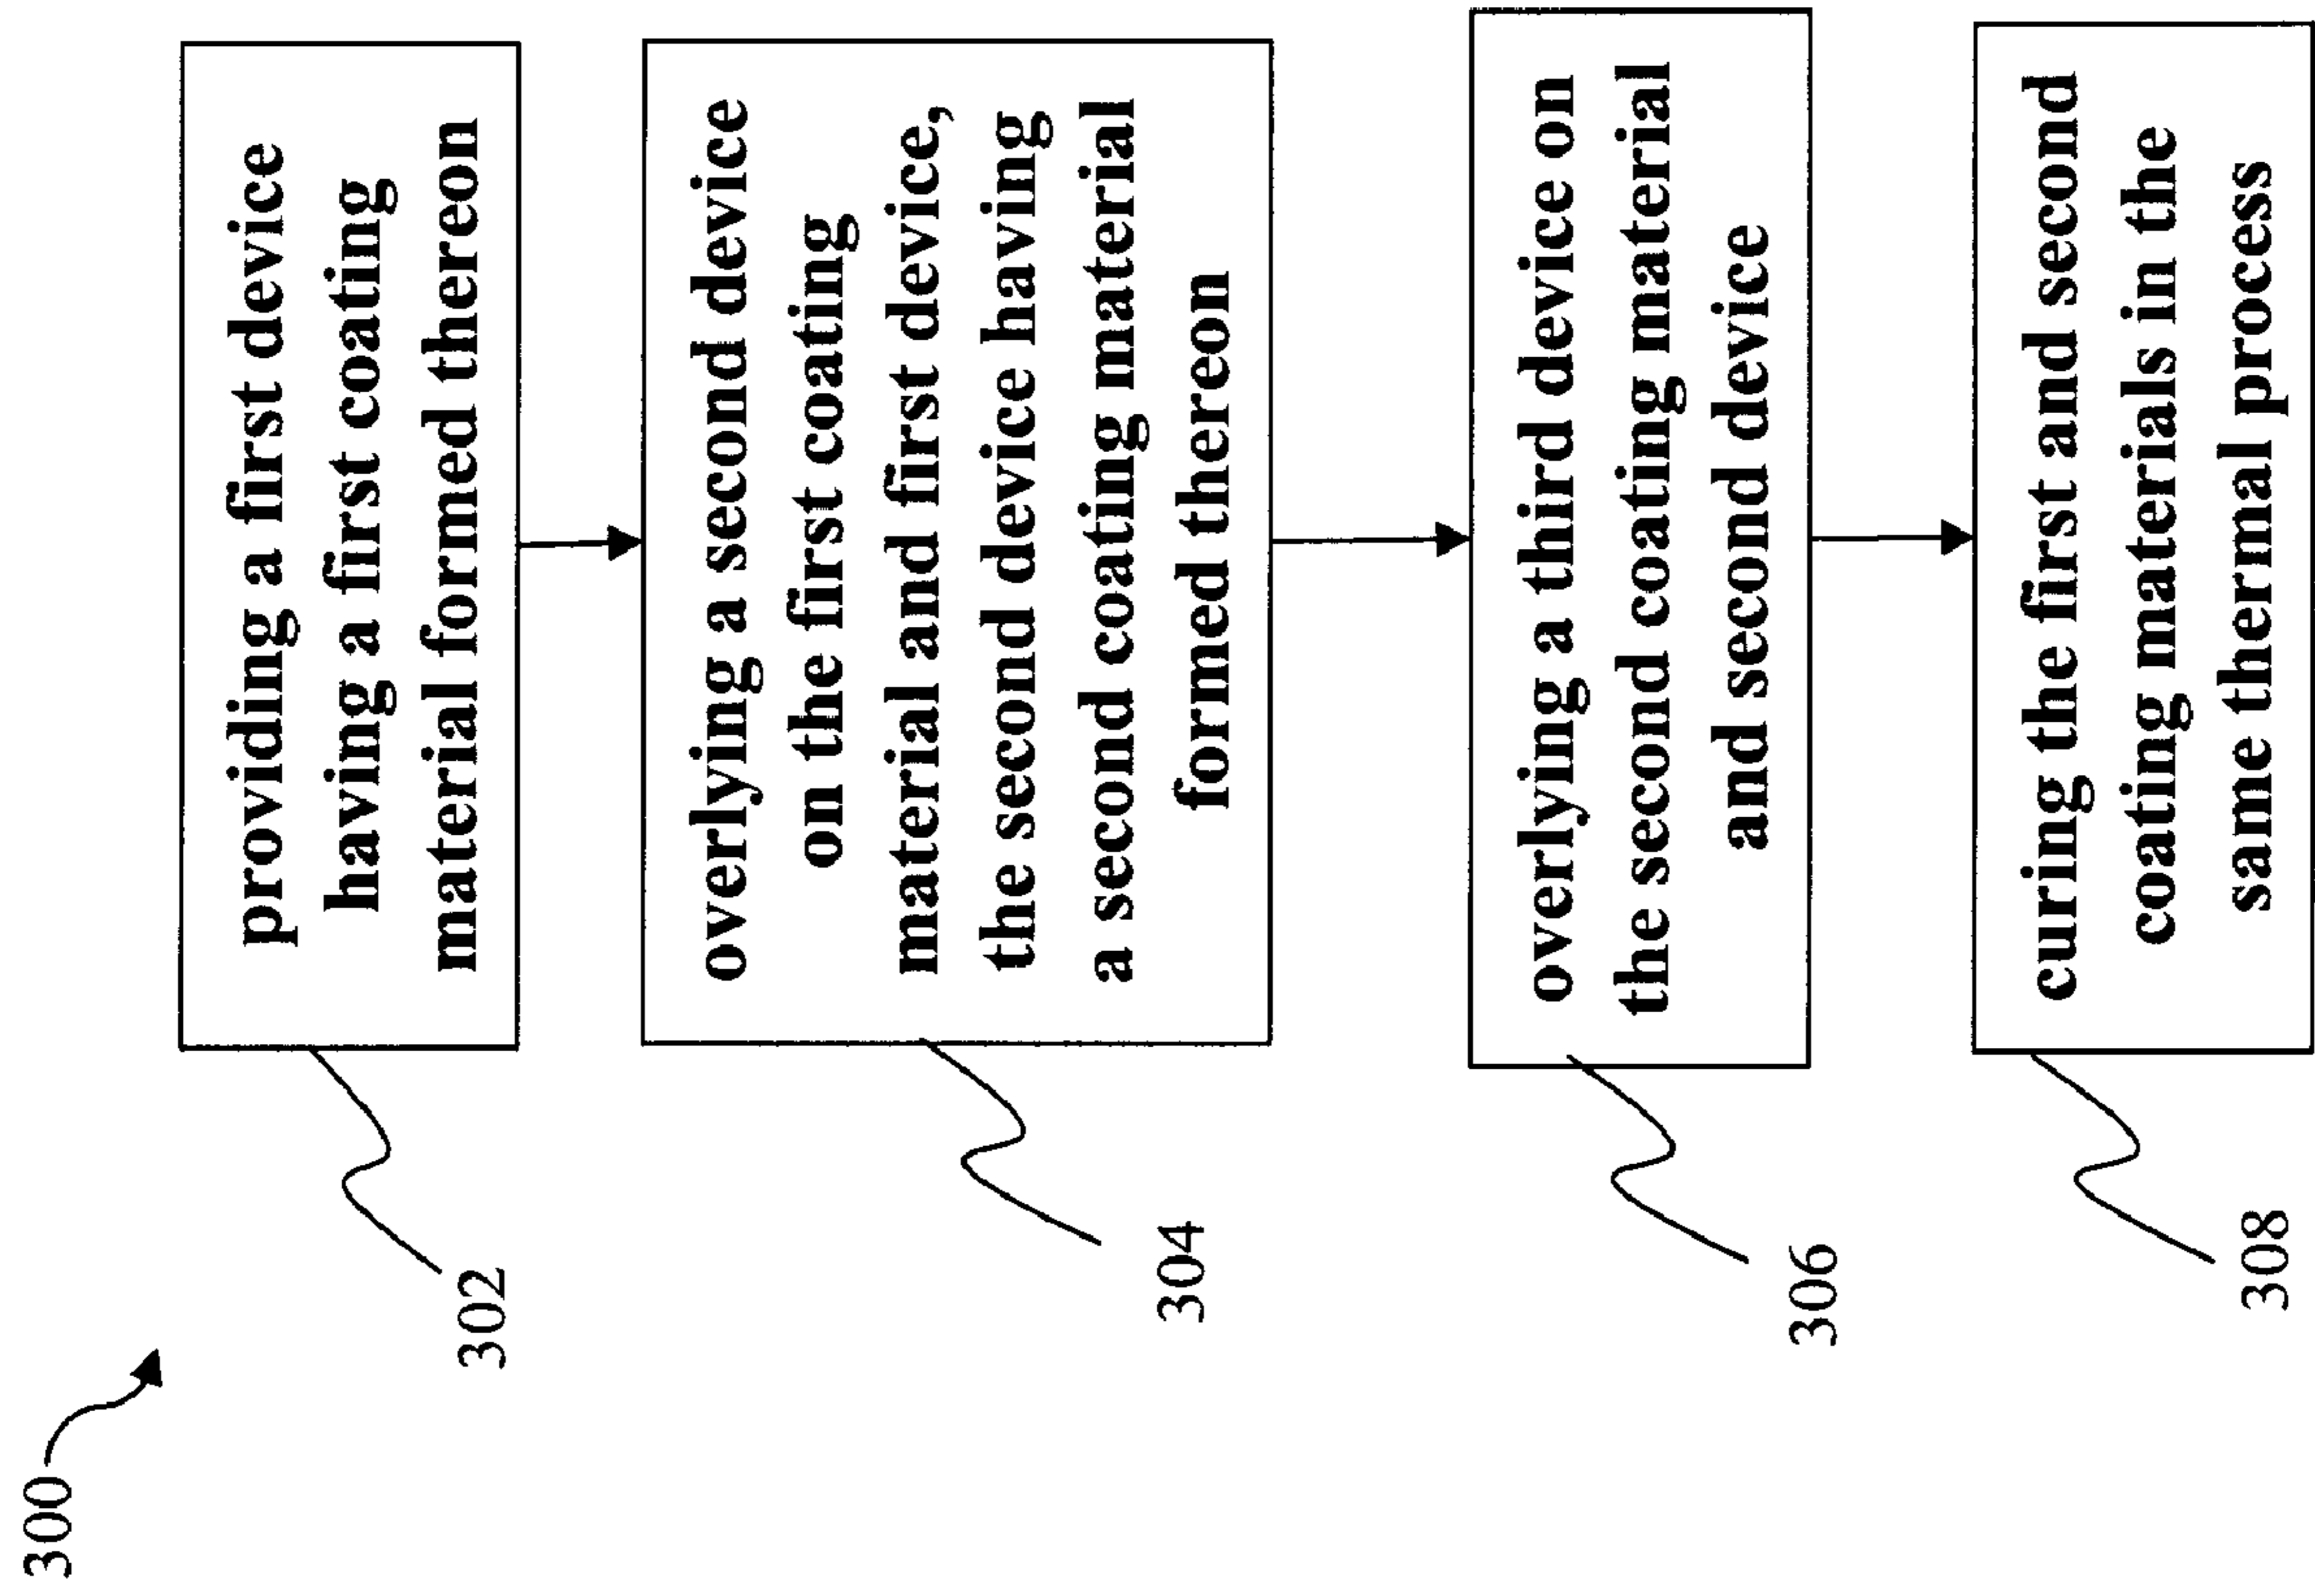 300
providing a first device
having a first coating
material formed thereon
302
overlying a second device
on the first coating
material and first device,
the second device having
a second coating material
formed thereon
304
overlying a third device on
the second coating material
and second device
306
curing the first and second
coating materials in the
same thermal process
308